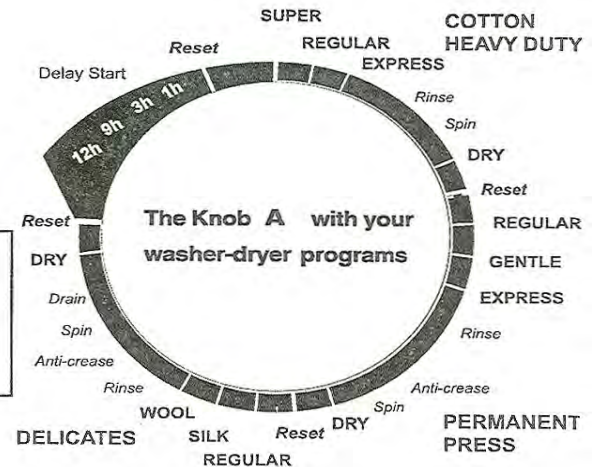 SUPER
COTTON
HEAVY DUTY
Reset
REGULAR
EXPRESS
Delay Start
1h
3h
9h
12h
Rinse
Spin
DRY
Reset
REGULAR
GENTLE
EXPRESS
Rinse
Anti-crease
Spin
DRY
PERMANENT
PRESS
Reset
REGULAR
SILK
WOOL
DELICATES
Rinse
Anti-crease
Spin
Drain
DRY
Reset
The Knob A with your
washer-dryer programs